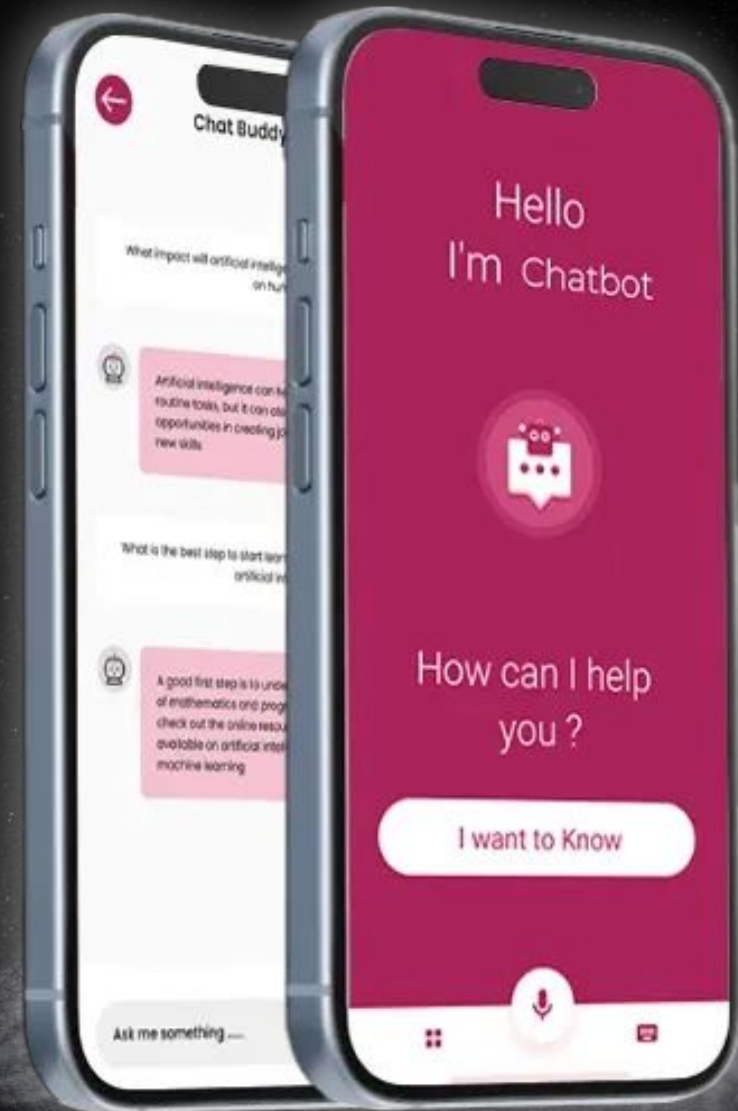 Chat Buddy
What impact will artificial
on
Artificial intelligence can
routine tasks, but it can
opportunities in creating
new skills
What is the best step to start
artificial
A good first step is to
of mathematics and
check out the online
available on artificial
machine learning
Ask me something ....
Hello
I'm Chatbot
How can I help
you ?
I want to Know